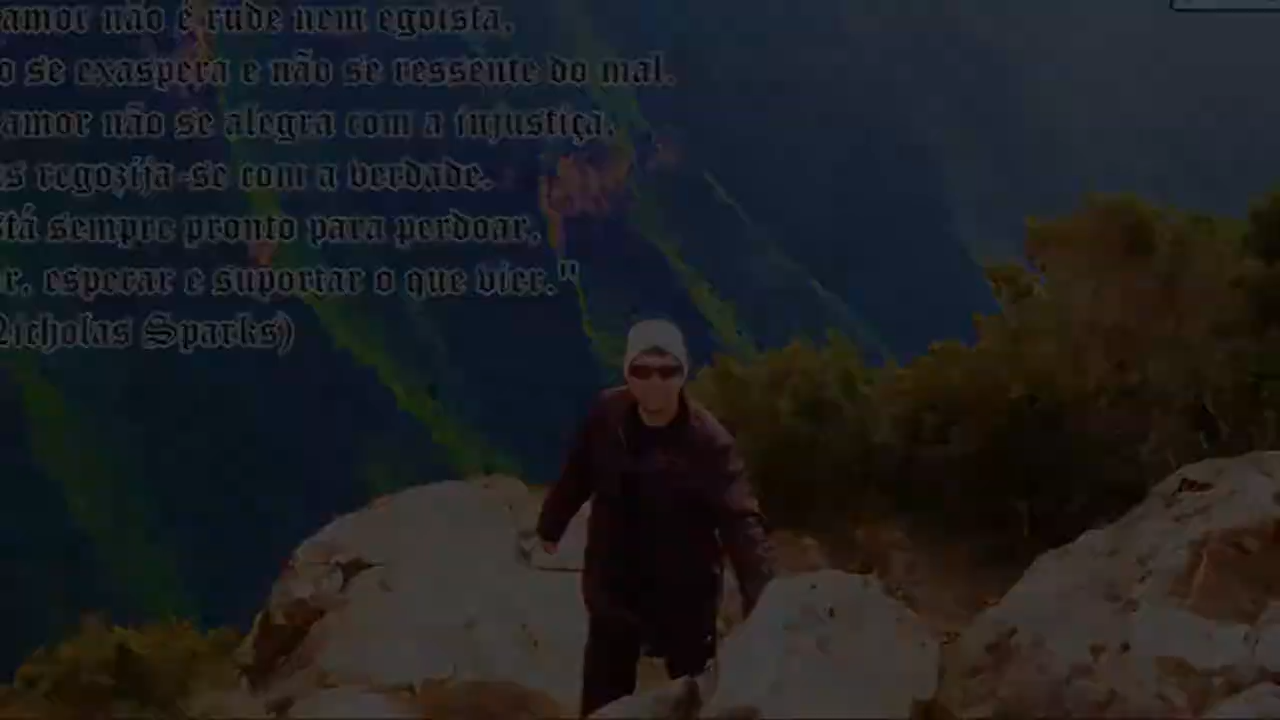 amor não é rude nem egoísta,
o se exaspera e não se ressente do mal.
amor não se alegra com a injustiça,
as regozija-se com a verdade.
stá sempre pronto para perdoar,
r, esperar e suportar o que vier."
Nicholas Sparks)